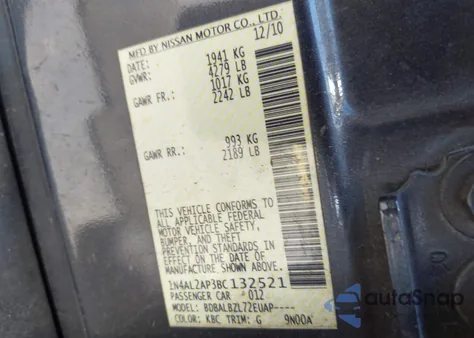 MFD BY NISSAN MOTOR CO., LTD.
DATE: 12/10
GVWR: 1941 KG
4279 LB
GAWR FR.: 1017 KG
2242 LB
GAWR RR.: 993 KG
2189 LB
THIS VEHICLE CONFORMS TO
ALL APPLICABLE FEDERAL
MOTOR VEHICLE SAFETY,
BUMPER, AND THEFT
PREVENTION STANDARDS IN
EFFECT ON THE DATE OF
MANUFACTURE SHOWN ABOVE.
1N4AL2AP3BC132521
PASSENGER CAR 012
MODEL: BDBALBZL72EUAP----
COLOR: KBC TRIM: G 9N00A
autoSnap